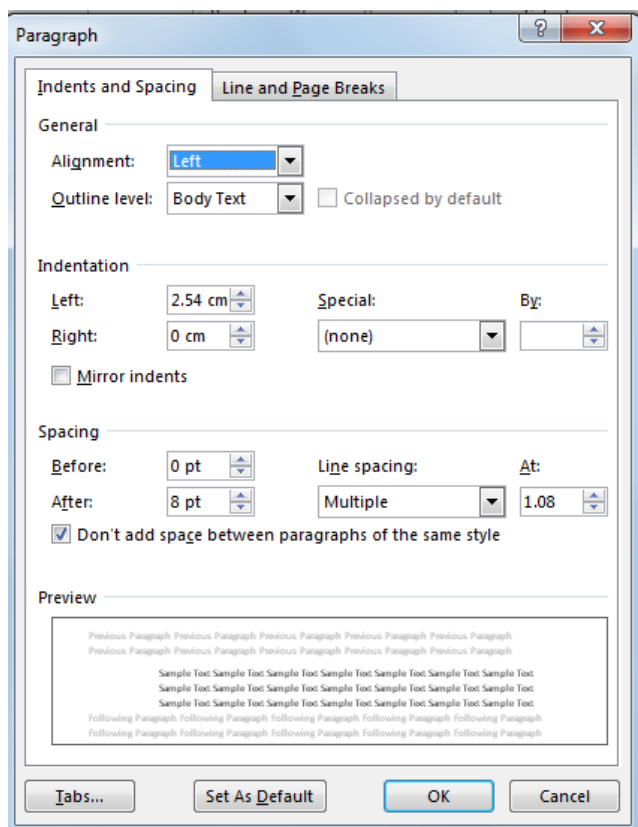 Paragraph
Indents and Spacing Line and Page Breaks
General
Alignment: Left
Outline level: Body Text Collapsed by default
Indentation
Left: 2.54 cm Special: By:
Right: 0 cm (none)
Mirror indents
Spacing
Before: 0 pt Line spacing: At:
After: 8 pt Multiple 1.08
Don't add space between paragraphs of the same style
Preview
Previous Paragraph Previous Paragraph Previous Paragraph Previous Paragraph Previous Paragraph
Previous Paragraph Previous Paragraph Previous Paragraph Previous Paragraph Previous Paragraph
Sample Text Sample Text Sample Text Sample Text Sample Text Sample Text Sample Text
Sample Text Sample Text Sample Text Sample Text Sample Text Sample Text Sample Text
Sample Text Sample Text Sample Text Sample Text Sample Text Sample Text Sample Text
Following Paragraph Following Paragraph Following Paragraph Following Paragraph Following Paragraph
Following Paragraph Following Paragraph Following Paragraph Following Paragraph Following Paragraph
Tabs... Set As Default OK Cancel